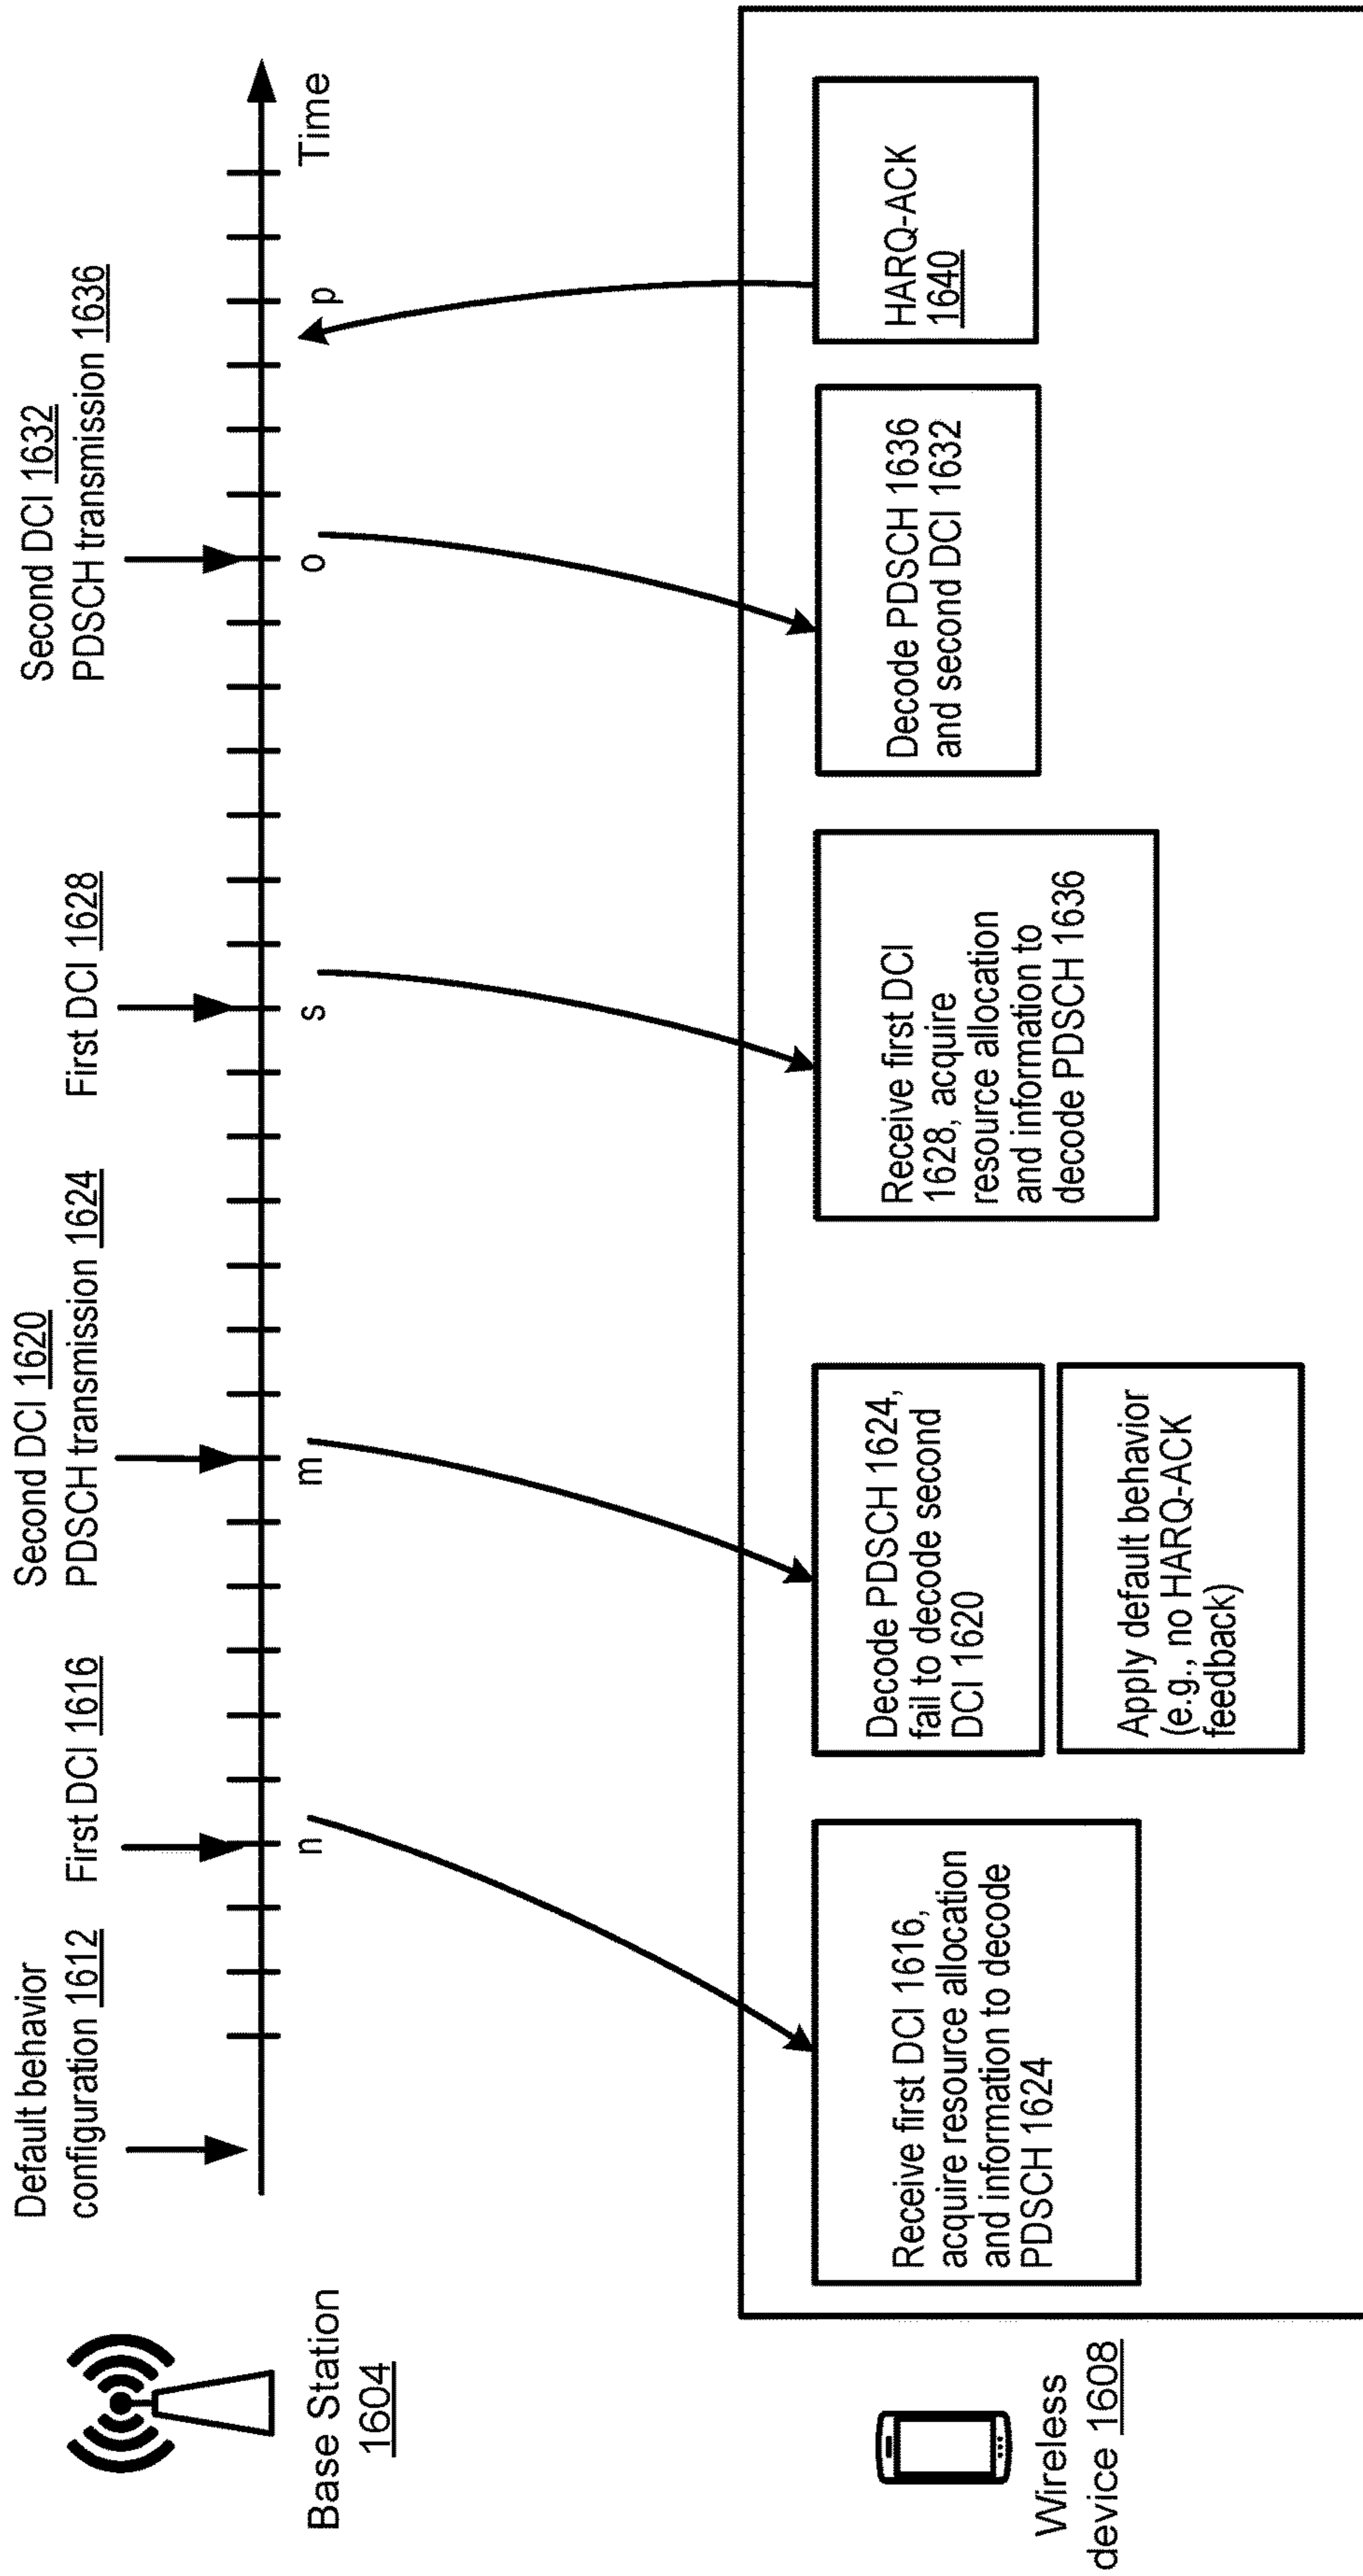 Default behavior
configuration 1612
First DCI 1616
Second DCI 1620
PDSCH transmission 1624
First DCI 1628
Second DCI 1632
PDSCH transmission 1636
Base Station
1604
n
m
s
o
p
Time
Wireless
device 1608
Receive first DCI 1616,
acquire resource allocation
and information to decode
PDSCH 1624
Decode PDSCH 1624,
fail to decode second
DCI 1620
Apply default behavior
(e.g., no HARQ-ACK
feedback)
Receive first DCI
1628, acquire
resource allocation
and information to
decode PDSCH 1636
Decode PDSCH 1636
and second DCI 1632
HARQ-ACK
1640